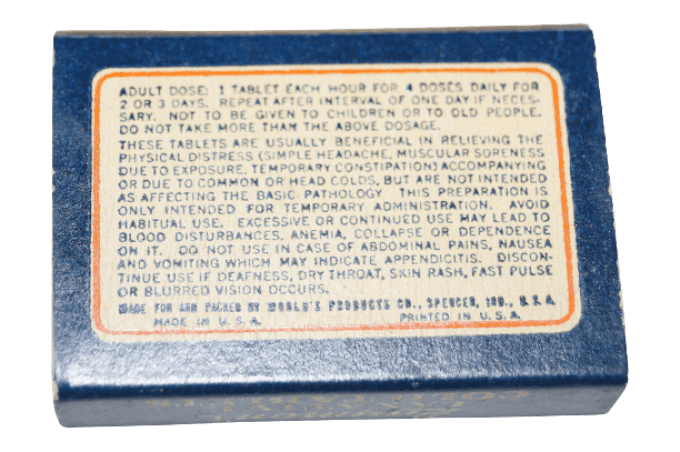 ADULT DOSE: 1 TABLET EACH HOUR FOR 4 DOSES DAILY FOR
2 OR 3 DAYS. REPEAT AFTER INTERVAL OF ONE DAY IF NECES-
SARY. NOT TO BE GIVEN TO CHILDREN OR TO OLD PEOPLE.
DO NOT TAKE MORE THAN THE ABOVE DOSAGE.
THESE TABLETS ARE USUALLY BENEFICIAL IN RELIEVING THE
PHYSICAL DISTRESS (SIMPLE HEADACHE, MUSCULAR SORENESS
DUE TO EXPOSURE, TEMPORARY CONSTIPATION) ACCOMPANYING
OR DUE TO COMMON OR HEAD COLDS, BUT ARE NOT INTENDED
AS AFFECTING THE BASIC PATHOLOGY THIS PREPARATION IS
ONLY INTENDED FOR TEMPORARY ADMINISTRATION. AVOID
HABITUAL USE. EXCESSIVE OR CONTINUED USE MAY LEAD TO
BLOOD DISTURBANCES, ANEMIA, COLLAPSE OR DEPENDENCE
ON IT. DO NOT USE IN CASE OF ABDOMINAL PAINS, NAUSEA
AND VOMITING WHICH MAY INDICATE APPENDICITIS. DISCON-
TINUE USE IF DEAFNESS, DRY THROAT, SKIN RASH, FAST PULSE
OR BLURRED VISION OCCURS.
MADE FOR AND PACKED BY WORLD'S PRODUCTS CO., SPENCER, IND., U.S.A.
MADE IN U.S.A. PRINTED IN U.S.A.